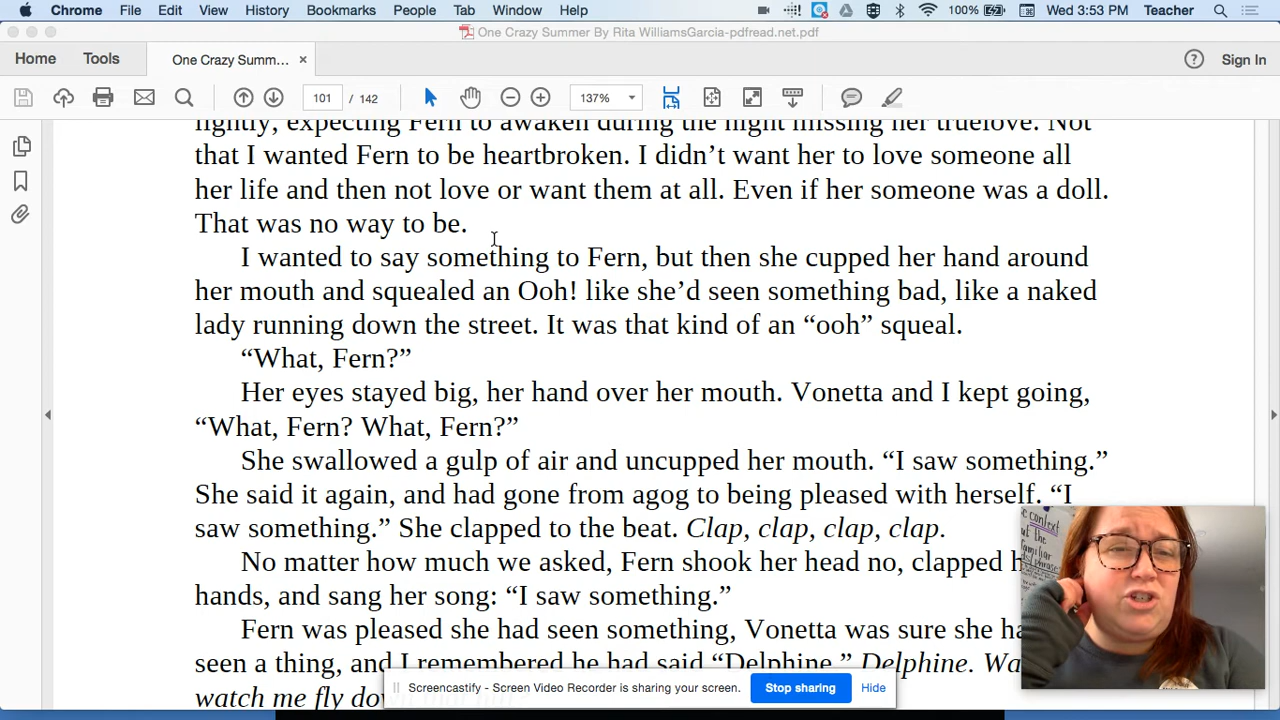 Chrome File Edit View History Bookmarks People Tab Window Help 100% Wed 3:53 PM Teacher
One Crazy Summer By Rita WilliamsGarcia-pdfread.net.pdf
Home Tools One Crazy Summ... × Sign In
101 / 142 137%
lightly, expecting Fern to awaken during the night missing her truelove. Not
that I wanted Fern to be heartbroken. I didn’t want her to love someone all
her life and then not love or want them at all. Even if her someone was a doll.
That was no way to be.
I wanted to say something to Fern, but then she cupped her hand around
her mouth and squealed an Ooh! like she’d seen something bad, like a naked
lady running down the street. It was that kind of an “ooh” squeal.
“What, Fern?”
Her eyes stayed big, her hand over her mouth. Vonetta and I kept going,
“What, Fern? What, Fern?”
She swallowed a gulp of air and uncupped her mouth. “I saw something.”
She said it again, and had gone from agog to being pleased with herself. “I
saw something.” She clapped to the beat. Clap, clap, clap, clap.
No matter how much we asked, Fern shook her head no, clapped
hands, and sang her song: “I saw something.”
Fern was pleased she had seen something, Vonetta was sure she
seen a thing, and I remembered he had said “Delphine.” Delphine.
watch me fly
context
the
Screencastify - Screen Video Recorder is sharing your screen. Stop sharing Hide